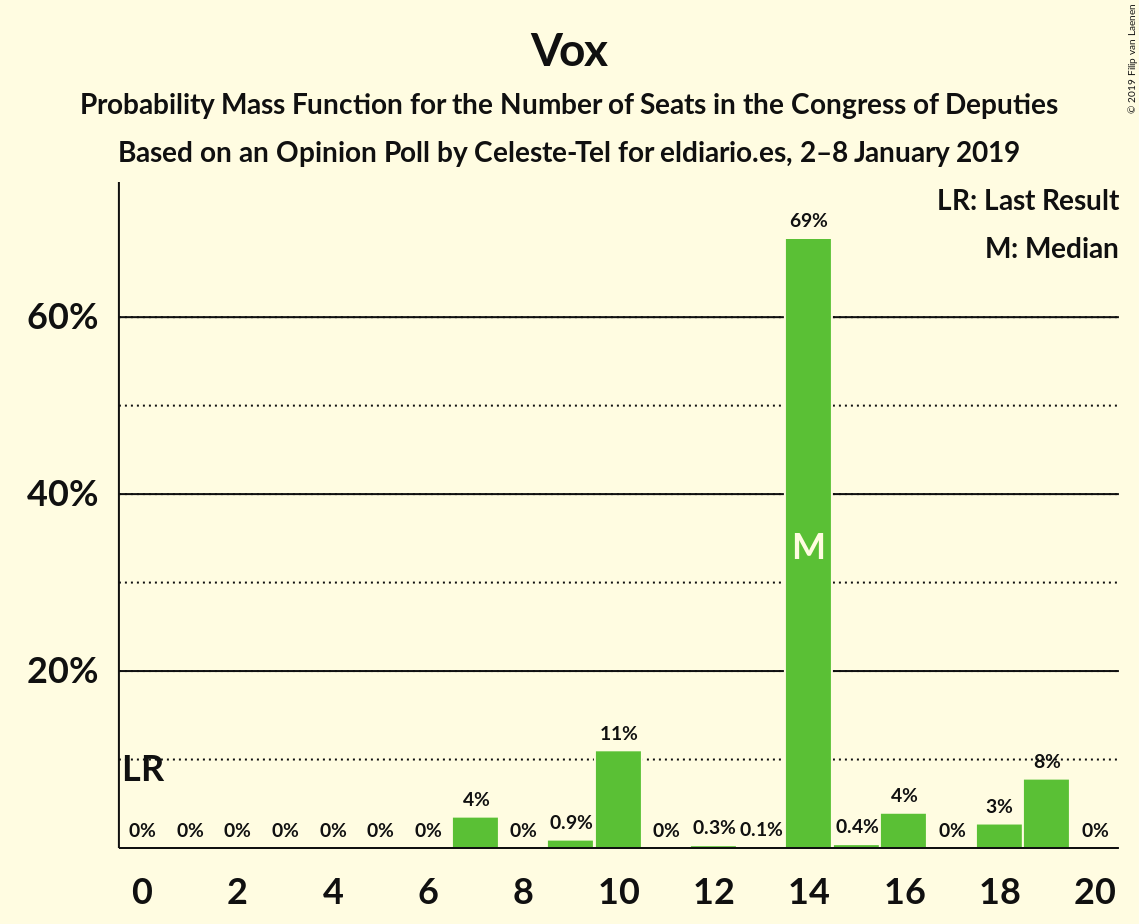 Vox
Probability Mass Function for the Number of Seats in the Congress of Deputies
Based on an Opinion Poll by Celeste-Tel for eldiario.es, 2–8 January 2019
© 2019 Filip van Laenen
LR: Last Result
M: Median
60%
40%
20%
LR
M
0% 0% 0% 0% 0% 0% 0% 4% 0% 0.9% 11% 0% 0.3% 0.1% 69% 0.4% 4% 0% 3% 8% 0%
0 2 4 6 8 10 12 14 16 18 20